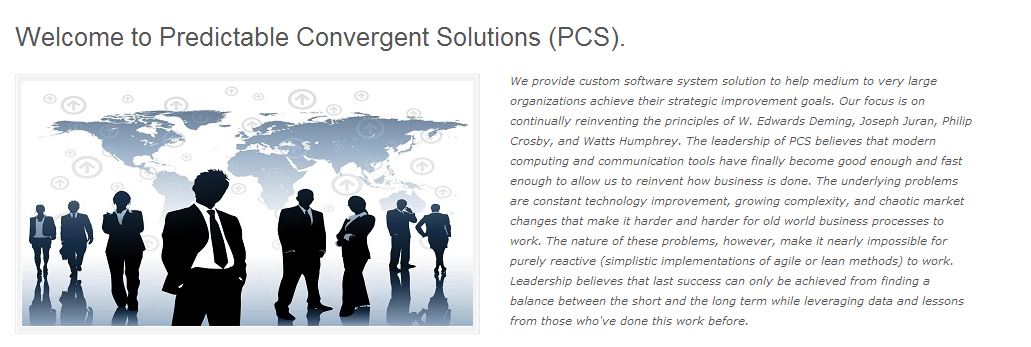 Welcome to Predictable Convergent Solutions (PCS).
We provide custom software system solution to help medium to very large
organizations achieve their strategic improvement goals. Our focus is on
continually reinventing the principles of W. Edwards Deming, Joseph Juran, Philip
Crosby, and Watts Humphrey. The leadership of PCS believes that modern
computing and communication tools have finally become good enough and fast
enough to allow us to reinvent how business is done. The underlying problems
are constant technology improvement, growing complexity, and chaotic market
changes that make it harder and harder for old world business processes to
work. The nature of these problems, however, make it nearly impossible for
purely reactive (simplistic implementations of agile or lean methods) to work.
Leadership believes that last success can only be achieved from finding a
balance between the short and the long term while leveraging data and lessons
from those who've done this work before.